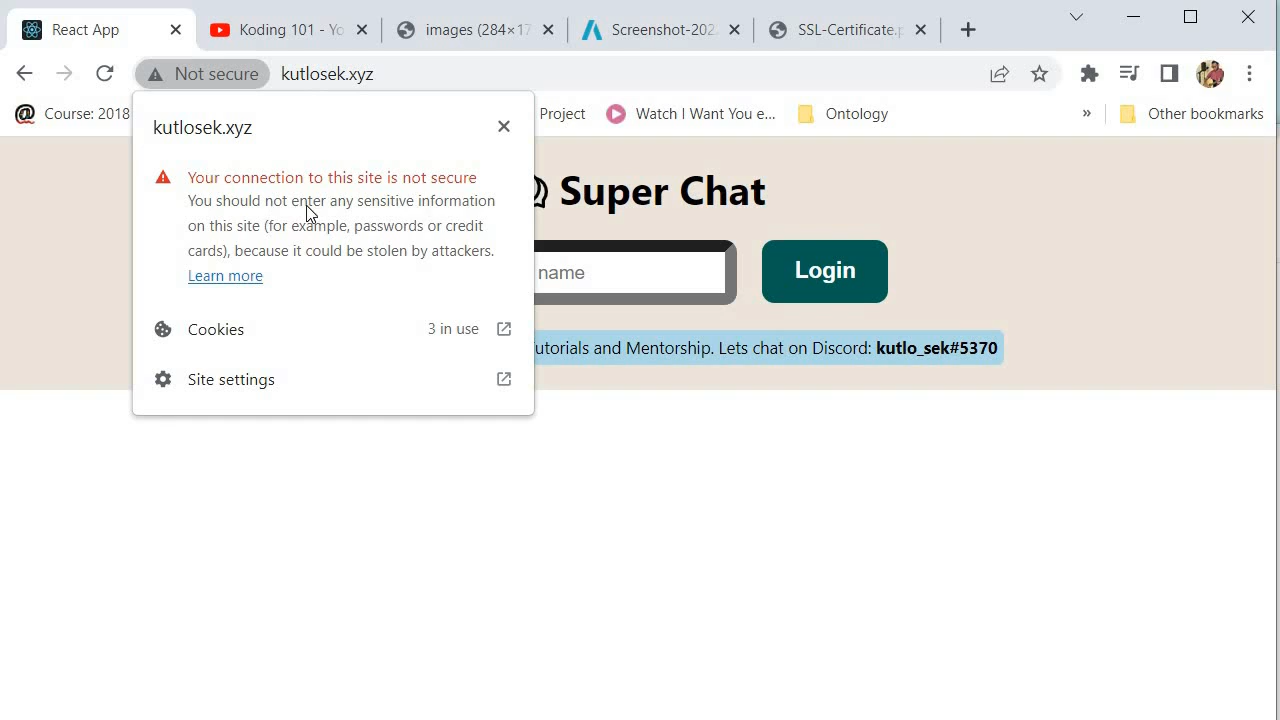 React App
Koding 101 - Yo
images (284×17
Screenshot-202
SSL-Certificate.p
Not secure
kutlosek.xyz
Course: 2018
Project
Watch I Want You e...
Ontology
»
Other bookmarks
kutlosek.xyz
Your connection to this site is not secure
You should not enter any sensitive information
on this site (for example, passwords or credit
cards), because it could be stolen by attackers.
Learn more
Cookies
3 in use
Site settings
Super Chat
name
Login
utorials and Mentorship. Lets chat on Discord: kutlo_sek#5370